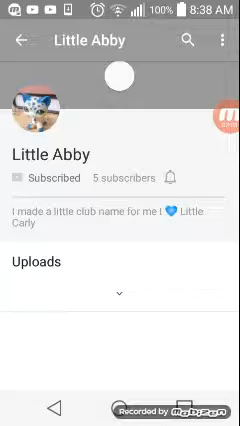 100% 8:38 AM
Little Abby
Little Abby
Subscribed 5 subscribers
I made a little club name for me I 💙 Little
Carly
Uploads
Recorded by Mobizen